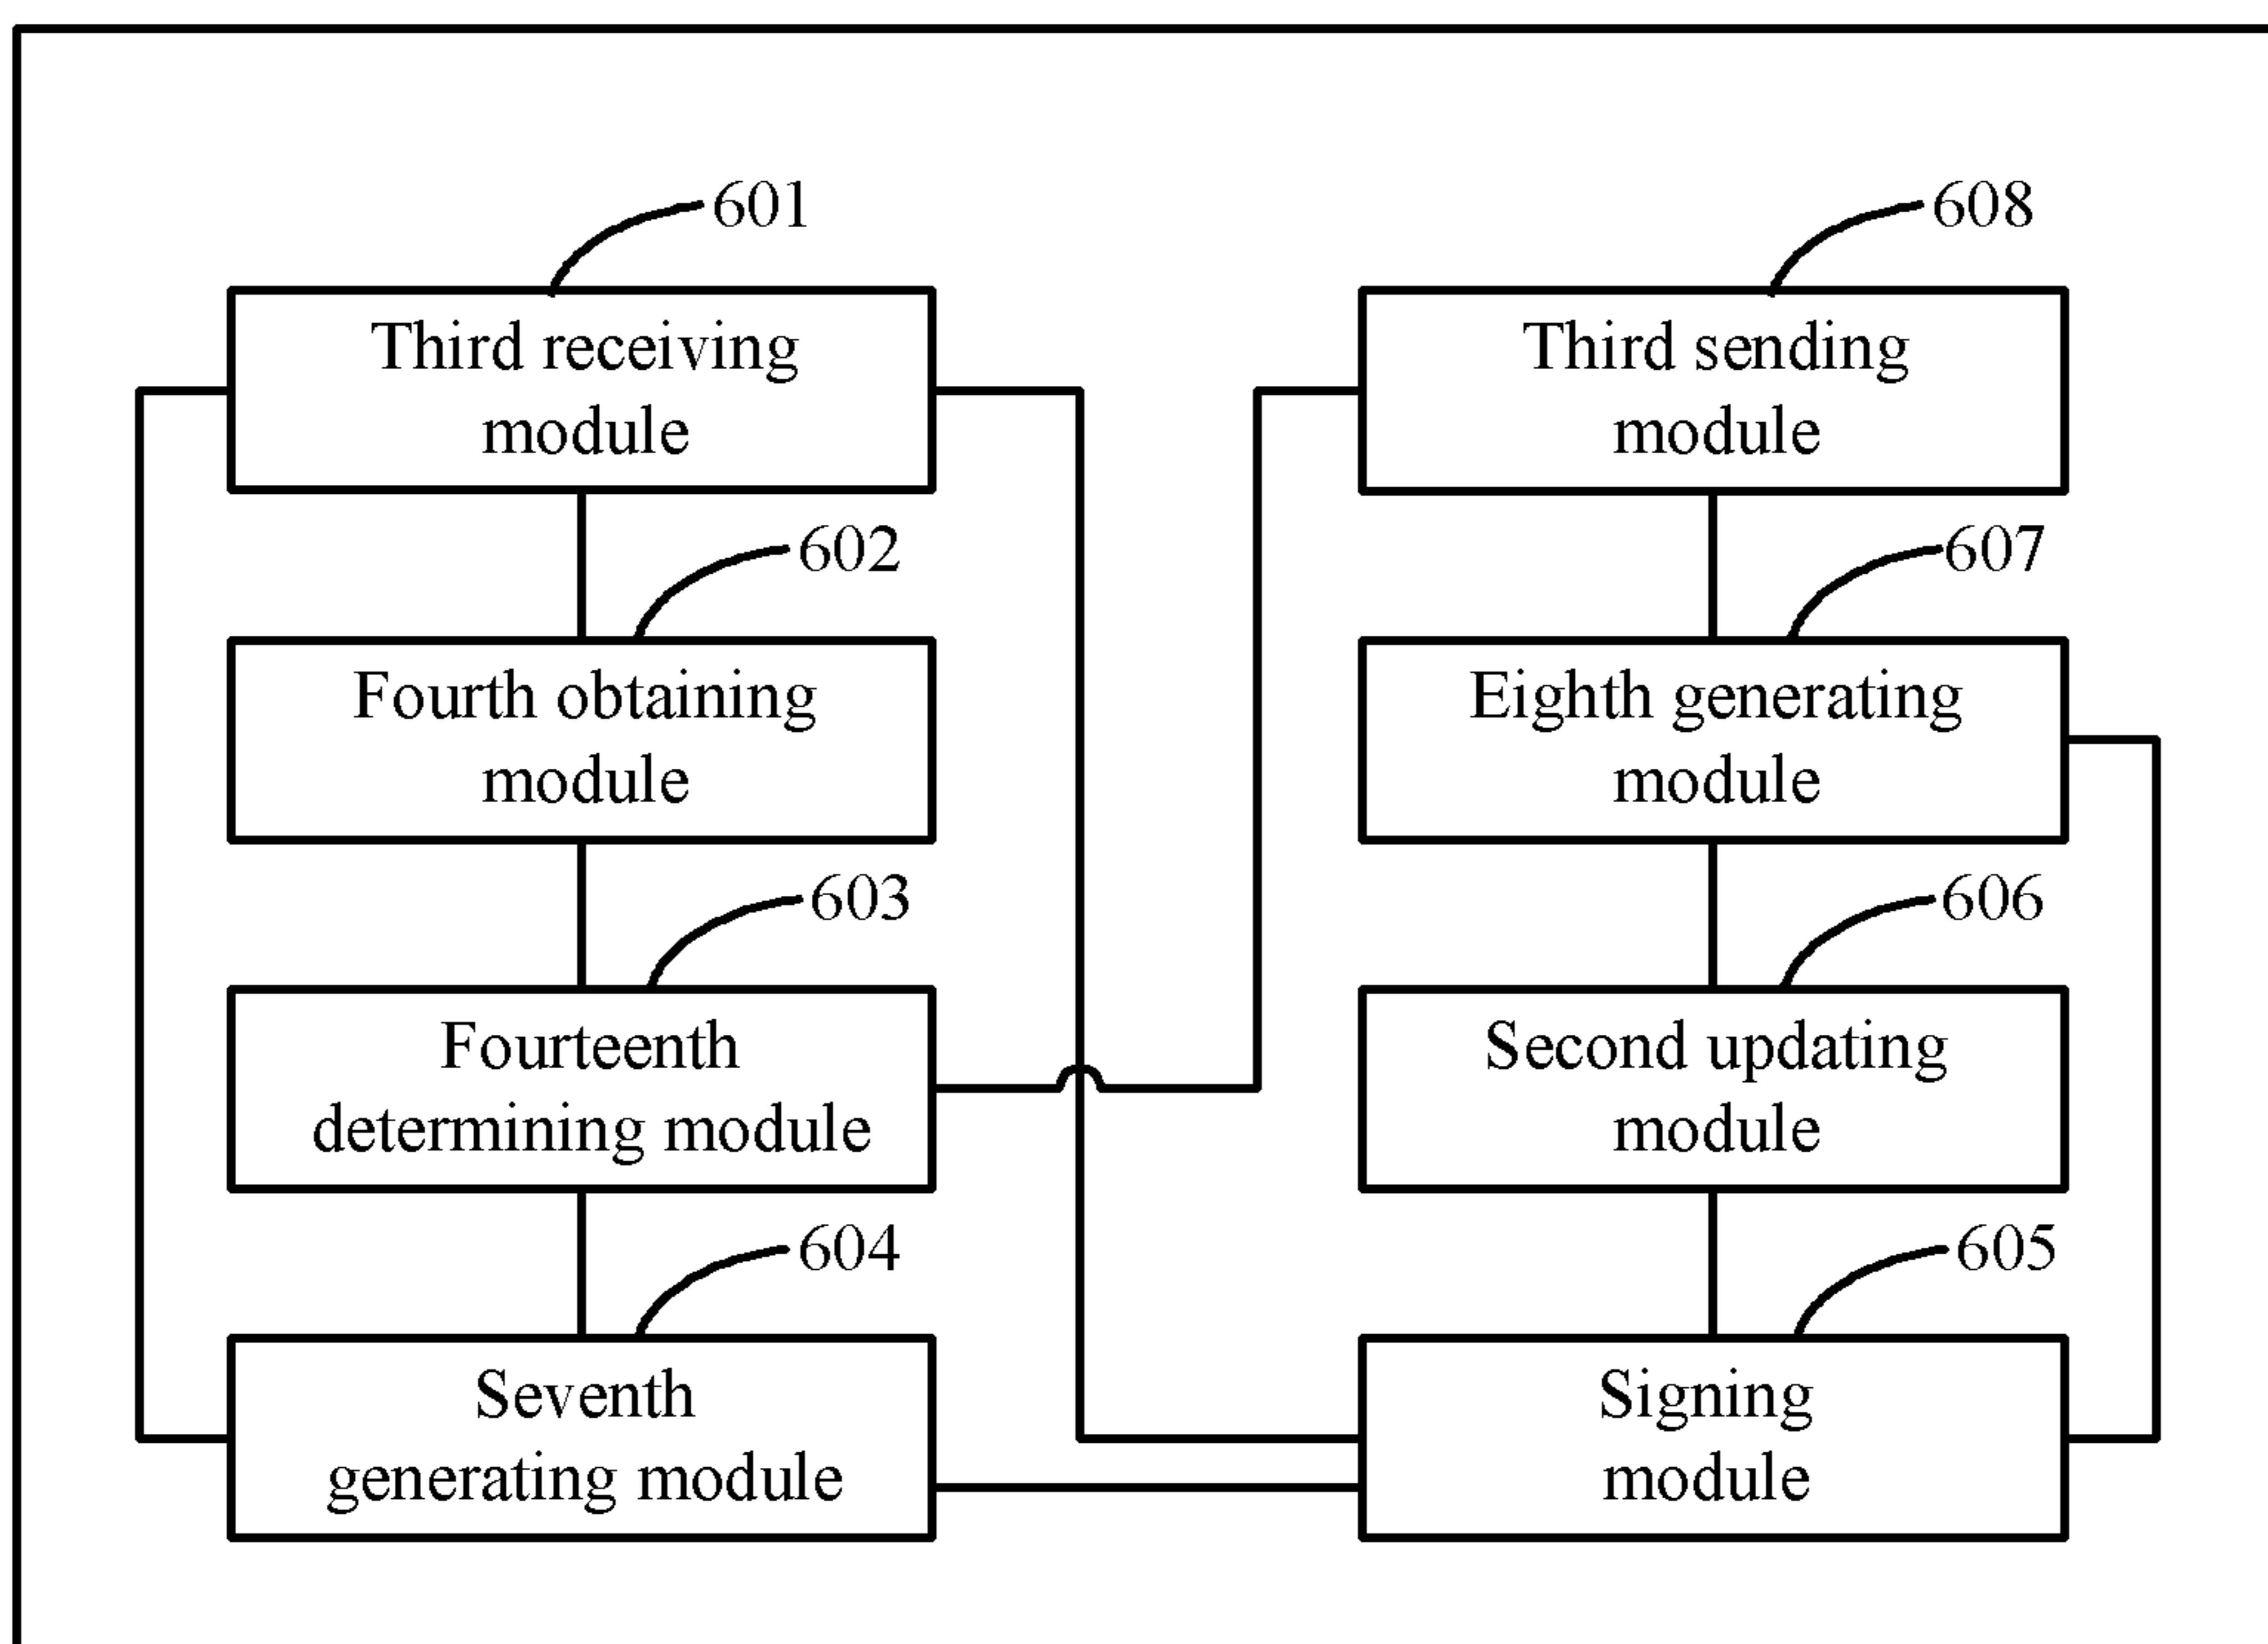 601
Third receiving
module
602
Fourth obtaining
module
603
Fourteenth
determining module
604
Seventh
generating module
608
Third sending
module
607
Eighth generating
module
606
Second updating
module
605
Signing
module